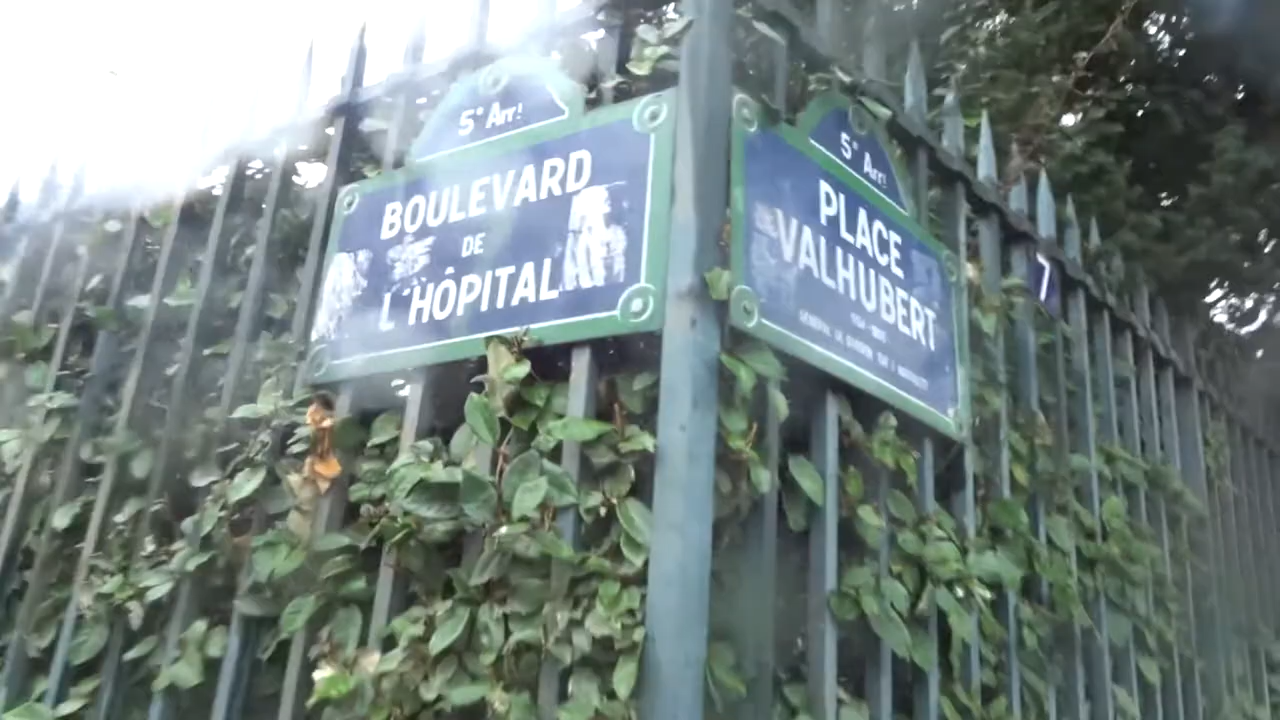 5ᵉ Arrᵗ
BOULEVARD
DE
L'HÔPITAL
5ᵉ Arrᵗ
PLACE
VALHUBERT
7